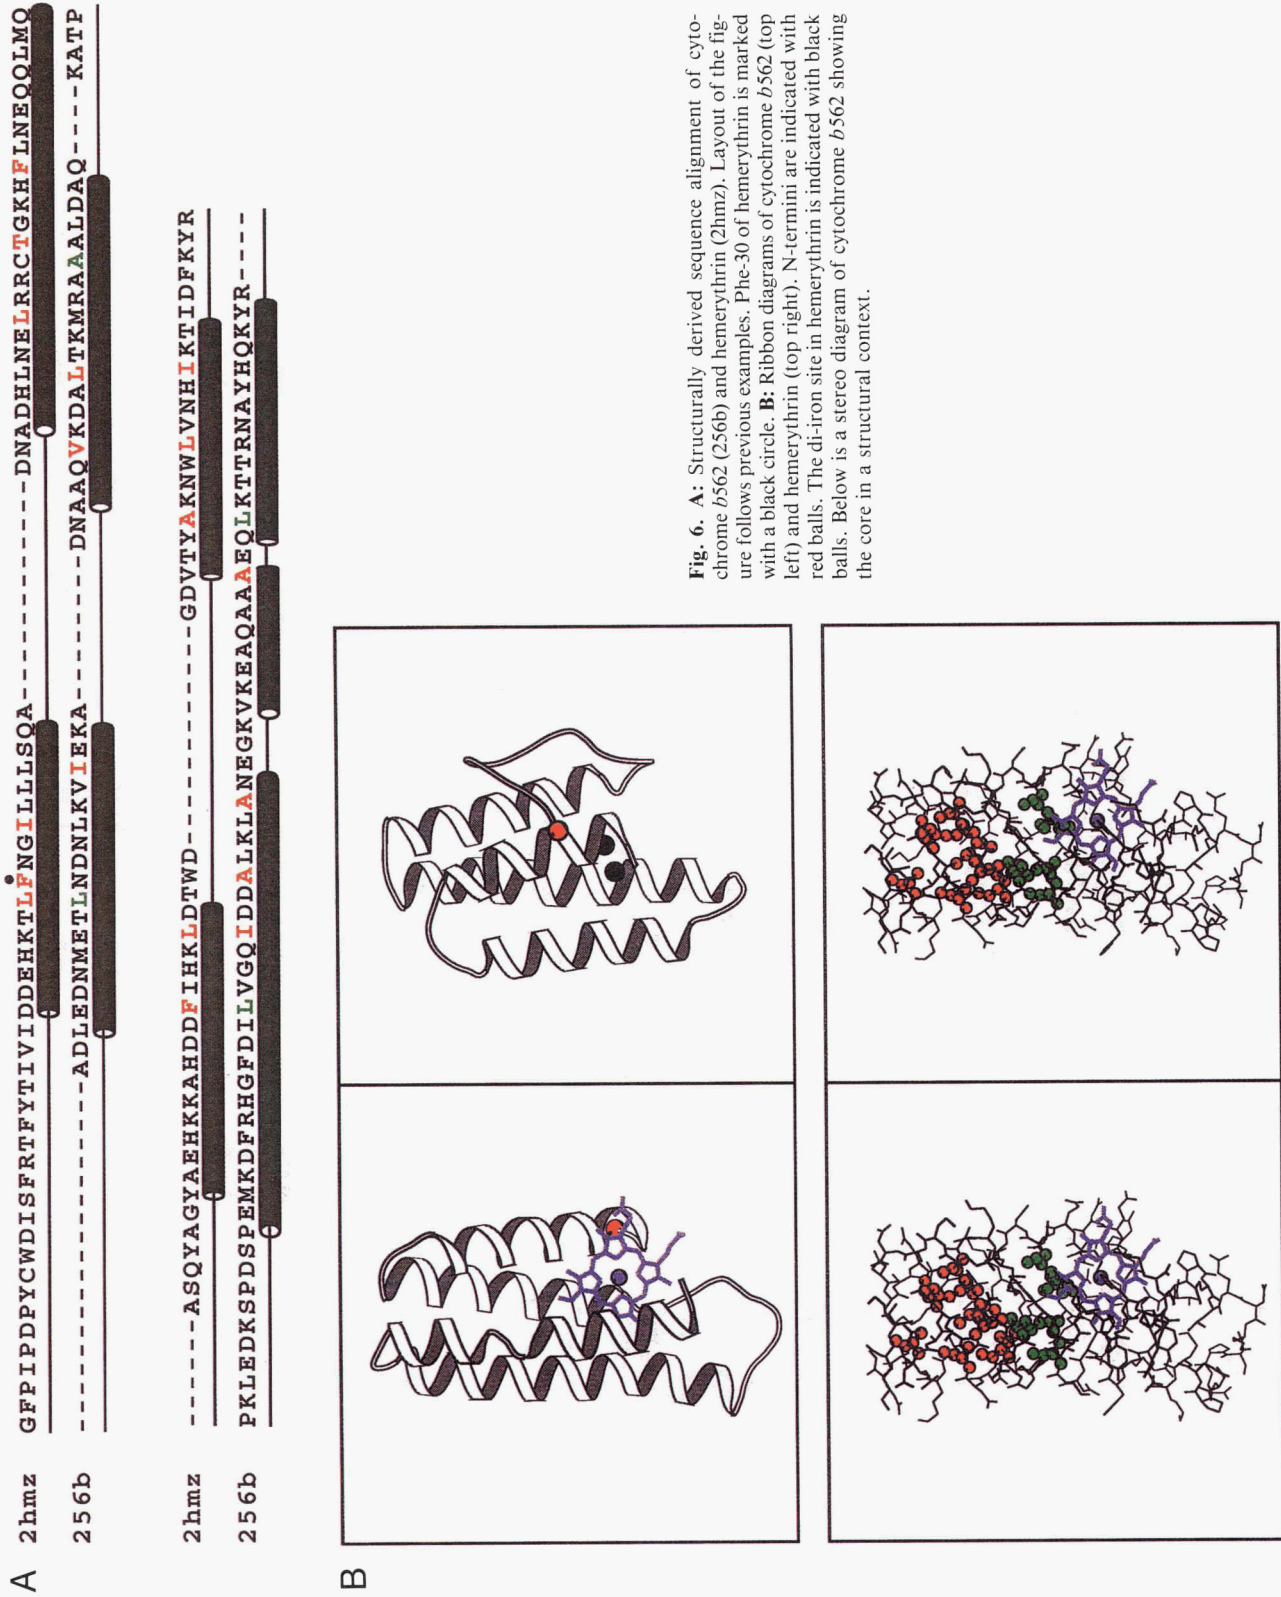 A
2hmz GFPIPDPYCWDISFRTFYTIVIDDEHKTLFNGILLLSQA------------DNADHLNELRRCTGKHFLNEQQLMQ
256b -------------------ADLEDNMETLNDNLKVIEKA--------DNAAQVKDALTKMRAAALDAQ----KATP
2hmz ------ASQYAGYAEHKKAHDDFIHKLDTWD------------GDVTYAKNWLVNHIKTIDFKYR
256b PKLEDKSPDSPEMKDFRHGFDILVGQIDDALKLANEGKVKEAQAAAEQLKTTRNAYHQKYR----
B
Fig. 6. A: Structurally derived sequence alignment of cyto-
chrome b562 (256b) and hemerythrin (2hmz). Layout of the fig-
ure follows previous examples. Phe-30 of hemerythrin is marked
with a black circle. B: Ribbon diagrams of cytochrome b562 (top
left) and hemerythrin (top right). N-termini are indicated with
red balls. The di-iron site in hemerythrin is indicated with black
balls. Below is a stereo diagram of cytochrome b562 showing
the core in a structural context.